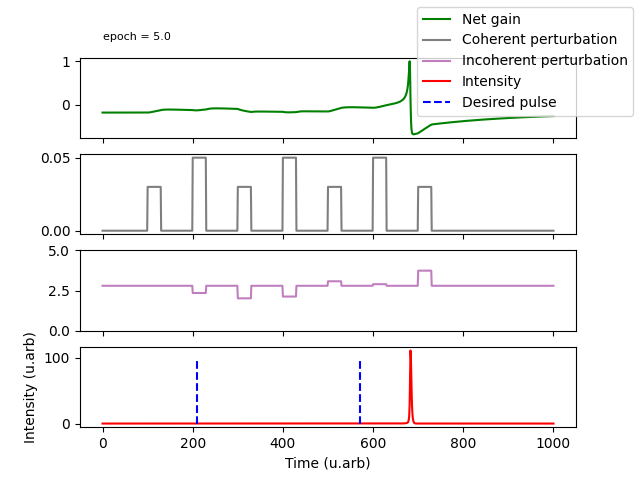 epoch = 5.0
Net gain
Coherent perturbation
Incoherent perturbation
Intensity
Desired pulse
1
0
0.05
0.00
5.0
2.5
0.0
100
0
Intensity (u.arb)
0 200 400 600 800 1000
Time (u.arb)